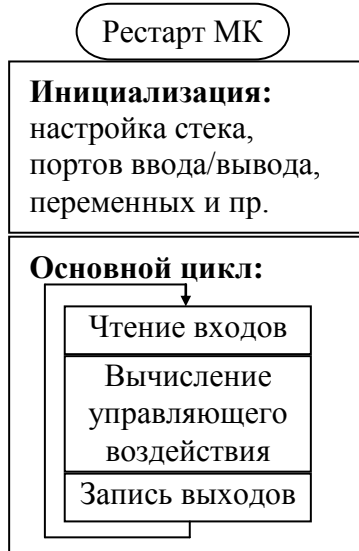 Рестарт МК
Инициализация:
настройка стека,
портов ввода/вывода,
переменных и пр.
Основной цикл:
Чтение входов
Вычисление
управляющего
воздействия
Запись выходов